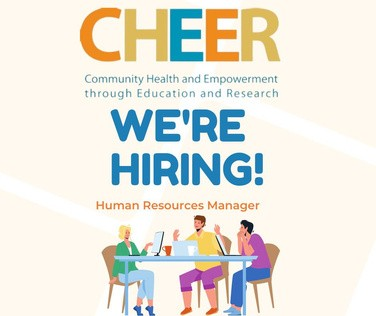 CHEER
Community Health and Empowerment
through Education and Research
WE'RE
HIRING!
Human Resources Manager